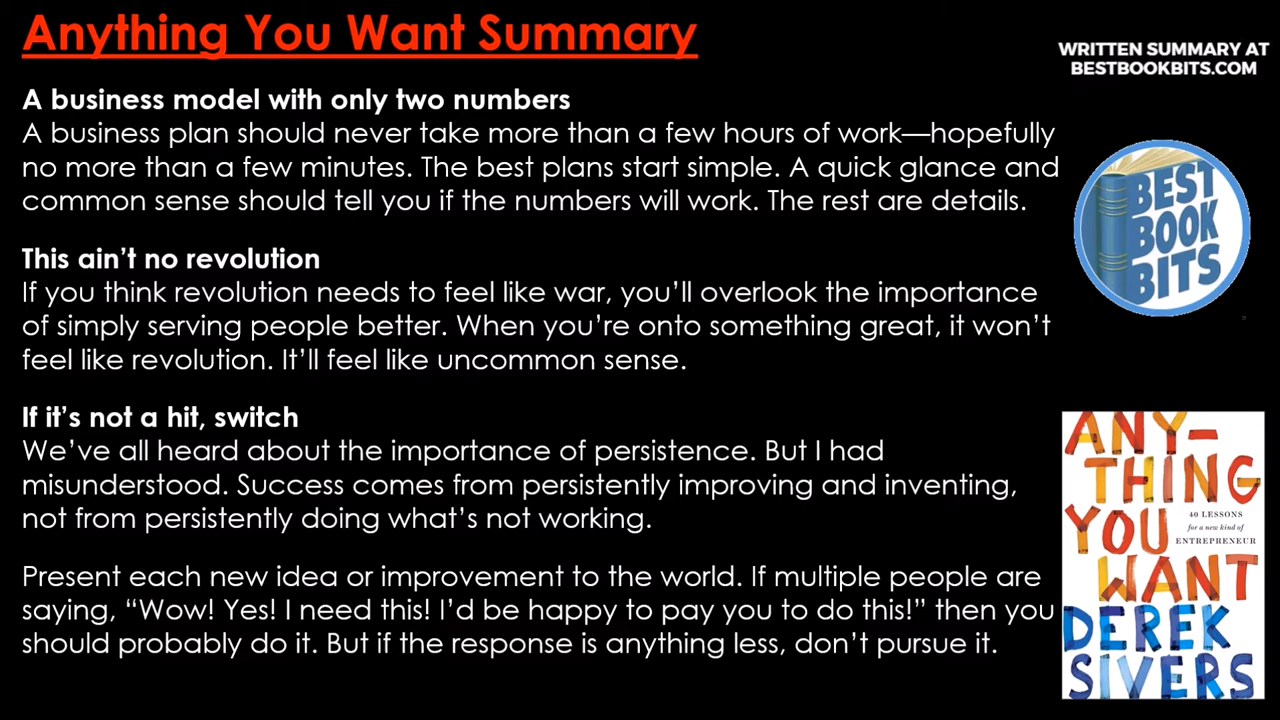 Anything You Want Summary
WRITTEN SUMMARY AT
BESTBOOKBITS.COM
A business model with only two numbers
A business plan should never take more than a few hours of work—hopefully
no more than a few minutes. The best plans start simple. A quick glance and
common sense should tell you if the numbers will work. The rest are details.
This ain’t no revolution
If you think revolution needs to feel like war, you’ll overlook the importance
of simply serving people better. When you’re onto something great, it won’t
feel like revolution. It’ll feel like uncommon sense.
If it’s not a hit, switch
We’ve all heard about the importance of persistence. But I had
misunderstood. Success comes from persistently improving and inventing,
not from persistently doing what’s not working.
Present each new idea or improvement to the world. If multiple people are
saying, “Wow! Yes! I need this! I’d be happy to pay you to do this!” then you
should probably do it. But if the response is anything less, don’t pursue it.
BEST
BOOK
BITS
ANY-
THING
YOU
40 LESSONS
for a new kind of
ENTREPRENEUR
WANT
DEREK
SIVERS